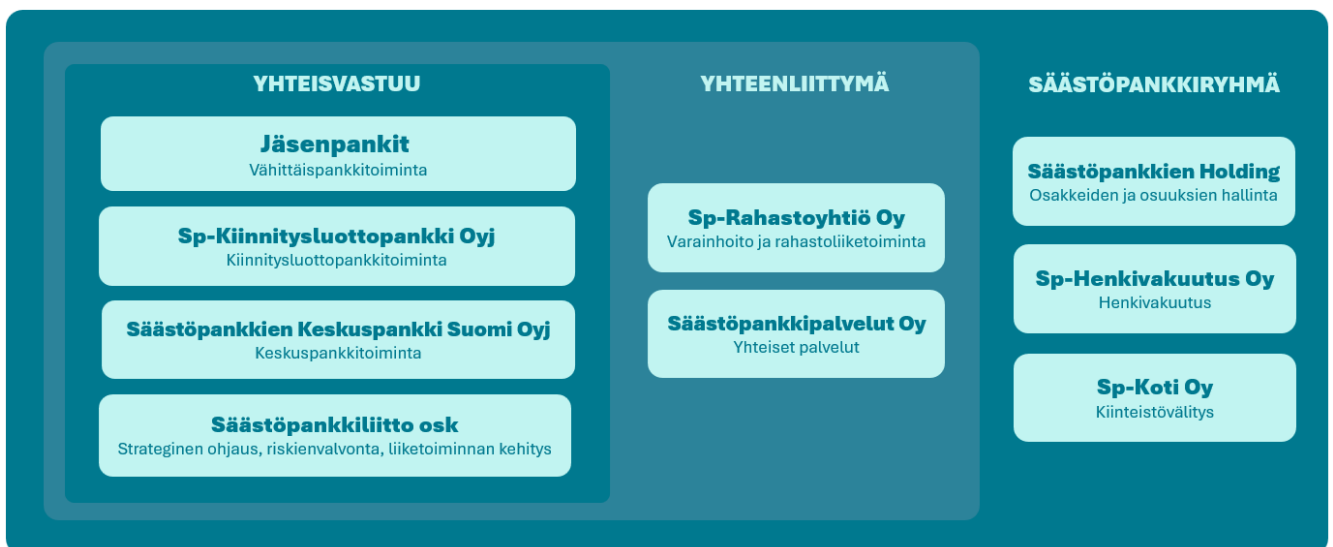 YHTEISVASTUU
Jäsenpankit
Vähittäispankkitoiminta
Sp-Kiinnitysluottopankki Oyj
Kiinnitysluottopankkitoiminta
Säästöpankkien Keskuspankki Suomi Oyj
Keskuspankkitoiminta
Säästöpankkiliitto osk
Strateginen ohjaus, riskienvalvonta, liiketoiminnan kehitys
YHTEENLIITTYMÄ
Sp-Rahastoyhtiö Oy
Varainhoito ja rahastoliiketoiminta
Säästöpankkipalvelut Oy
Yhteiset palvelut
SÄÄSTÖPANKKIRYHMÄ
Säästöpankkien Holding
Osakkeiden ja osuuksien hallinta
Sp-Henkivakuutus Oy
Henkivakuutus
Sp-Koti Oy
Kiinteistövälitys